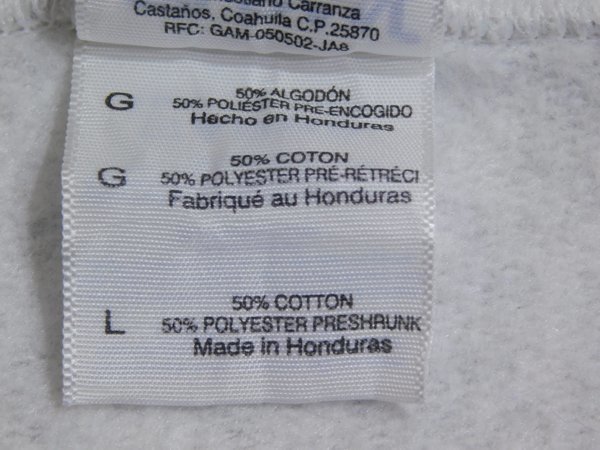 Carranza
Castaños, Coahuila C.P.25870
RFC: GAM-050502-JA8
G
50% ALGODÓN
50% POLIÉSTER PRE-ENCOGIDO
Hecho en Honduras
G
50% COTON
50% POLYESTER PRÉ-RÉTRÉCI
Fabriqué au Honduras
L
50% COTTON
50% POLYESTER PRESHRUNK
Made in Honduras